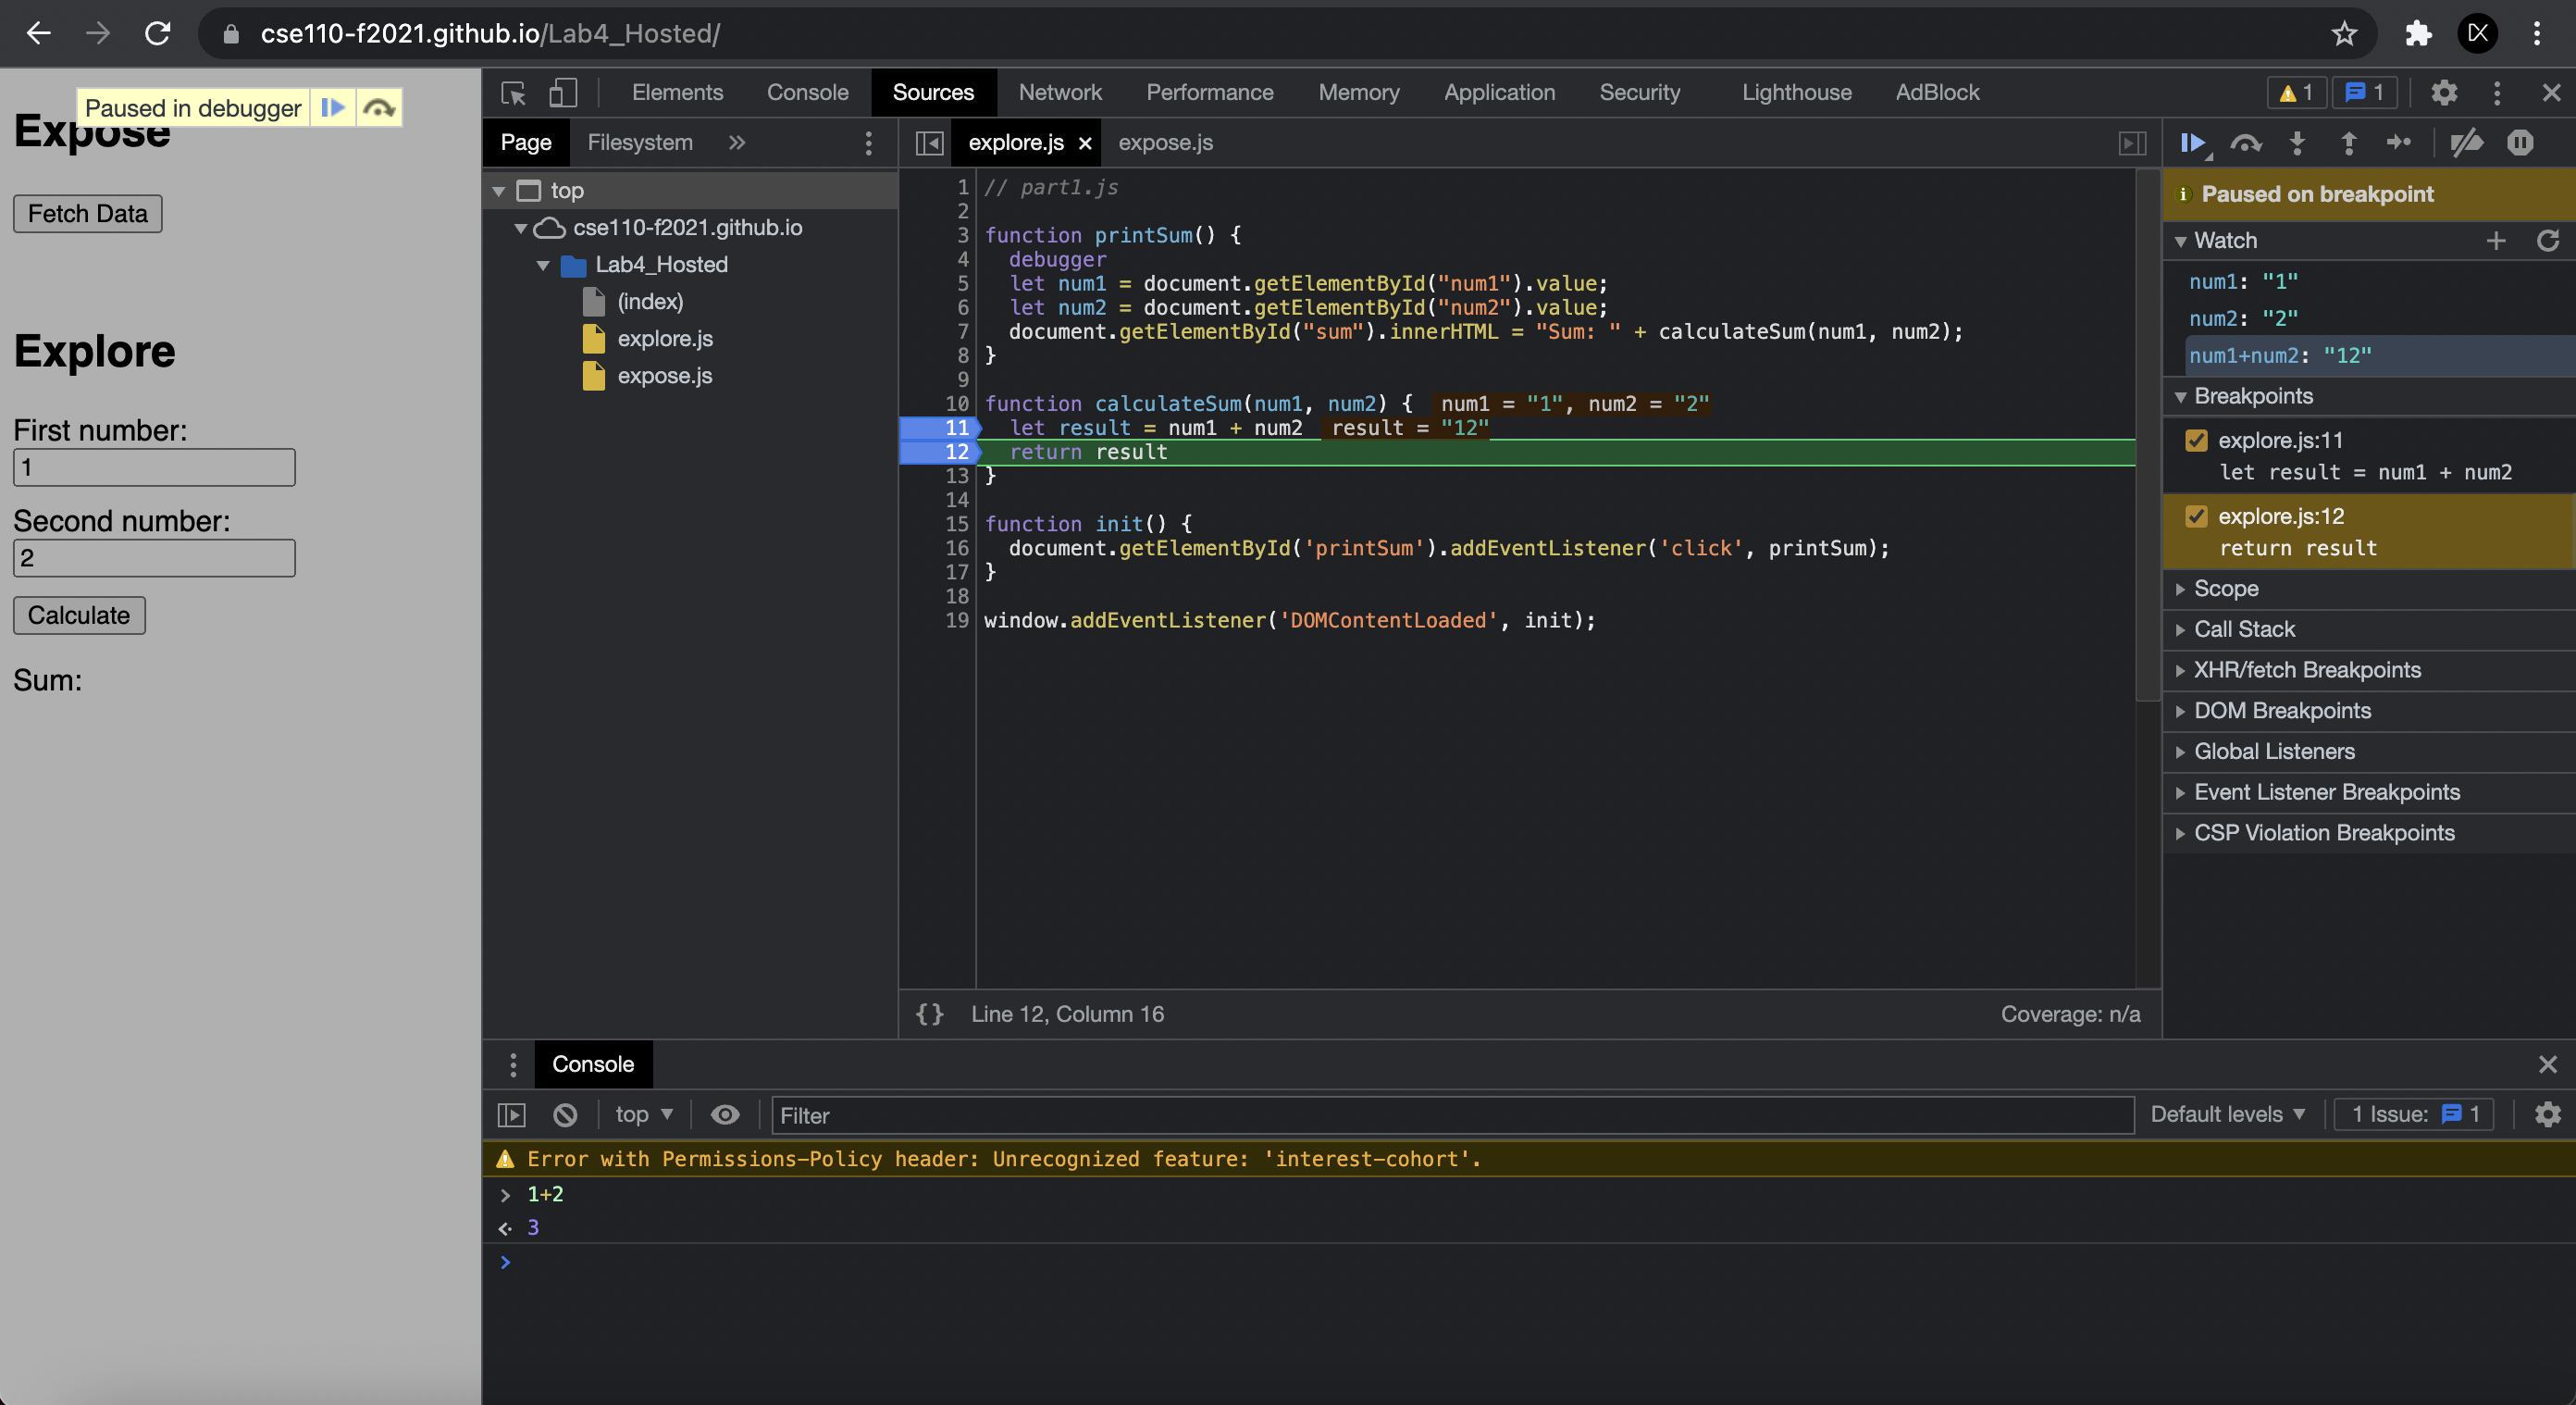 cse110-f2021.github.io/Lab4_Hosted/
Paused in debugger
Expose
Fetch Data
Explore
First number:
1
Second number:
2
Calculate
Sum:
Elements Console Sources Network Performance Memory Application Security Lighthouse AdBlock 1 1
Page Filesystem »
top
cse110-f2021.github.io
Lab4_Hosted
(index)
explore.js
expose.js
explore.js × expose.js
1 // part1.js
2
3 function printSum() {
4 debugger
5 let num1 = document.getElementById("num1").value;
6 let num2 = document.getElementById("num2").value;
7 document.getElementById("sum").innerHTML = "Sum: " + calculateSum(num1, num2);
8 }
9
10 function calculateSum(num1, num2) { num1 = "1", num2 = "2"
11 let result = num1 + num2 result = "12"
12 return result
13 }
14
15 function init() {
16 document.getElementById('printSum').addEventListener('click', printSum);
17 }
18
19 window.addEventListener('DOMContentLoaded', init);
{} Line 12, Column 16 Coverage: n/a
Paused on breakpoint
Watch
num1: "1"
num2: "2"
num1+num2: "12"
Breakpoints
explore.js:11
let result = num1 + num2
explore.js:12
return result
Scope
Call Stack
XHR/fetch Breakpoints
DOM Breakpoints
Global Listeners
Event Listener Breakpoints
CSP Violation Breakpoints
Console
top Filter Default levels 1 Issue: 1
Error with Permissions-Policy header: Unrecognized feature: 'interest-cohort'.
> 1+2
3
>